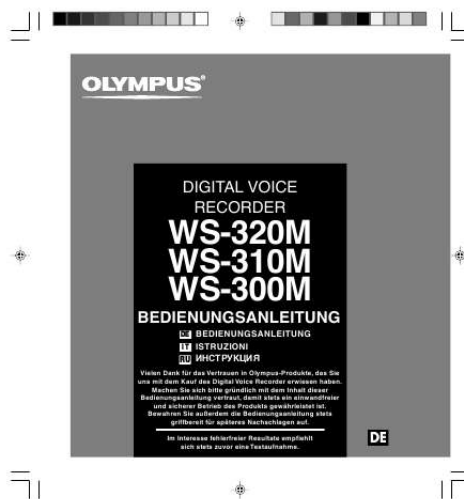 OLYMPUS®
DIGITAL VOICE
RECORDER
WS-320M
WS-310M
WS-300M
BEDIENUNGSANLEITUNG
DE BEDIENUNGSANLEITUNG
IT ISTRUZIONI
RU ИНСТРУКЦИЯ
Vielen Dank für das Vertrauen in Olympus-Produkte, das Sie
uns mit dem Kauf des Digital Voice Recorder erwiesen haben.
Machen Sie sich bitte gründlich mit dem Inhalt dieser
Bedienungsanleitung vertraut, damit stets ein einwandfreier
und sicherer Betrieb des Produkts gewährleistet ist.
Bewahren Sie außerdem die Bedienungsanleitung stets
griffbereit für späteres Nachschlagen auf.
Im Interesse fehlerfreier Resultate empfiehlt
sich stets zuvor eine Testaufnahme.
DE